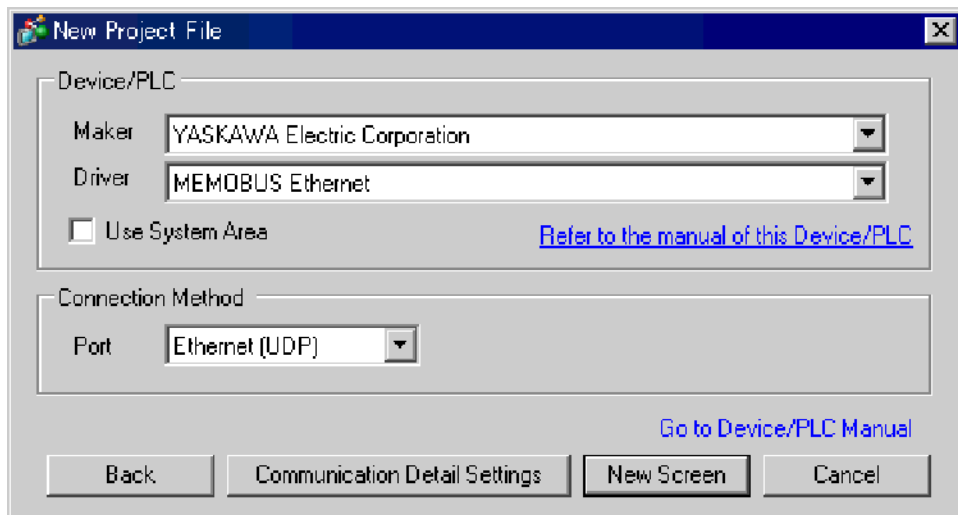 New Project File
Device/PLC
Maker YASKAWA Electric Corporation
Driver MEMOBUS Ethernet
Use System Area Refer to the manual of this Device/PLC
Connection Method
Port Ethernet (UDP)
Go to Device/PLC Manual
Back Communication Detail Settings New Screen Cancel